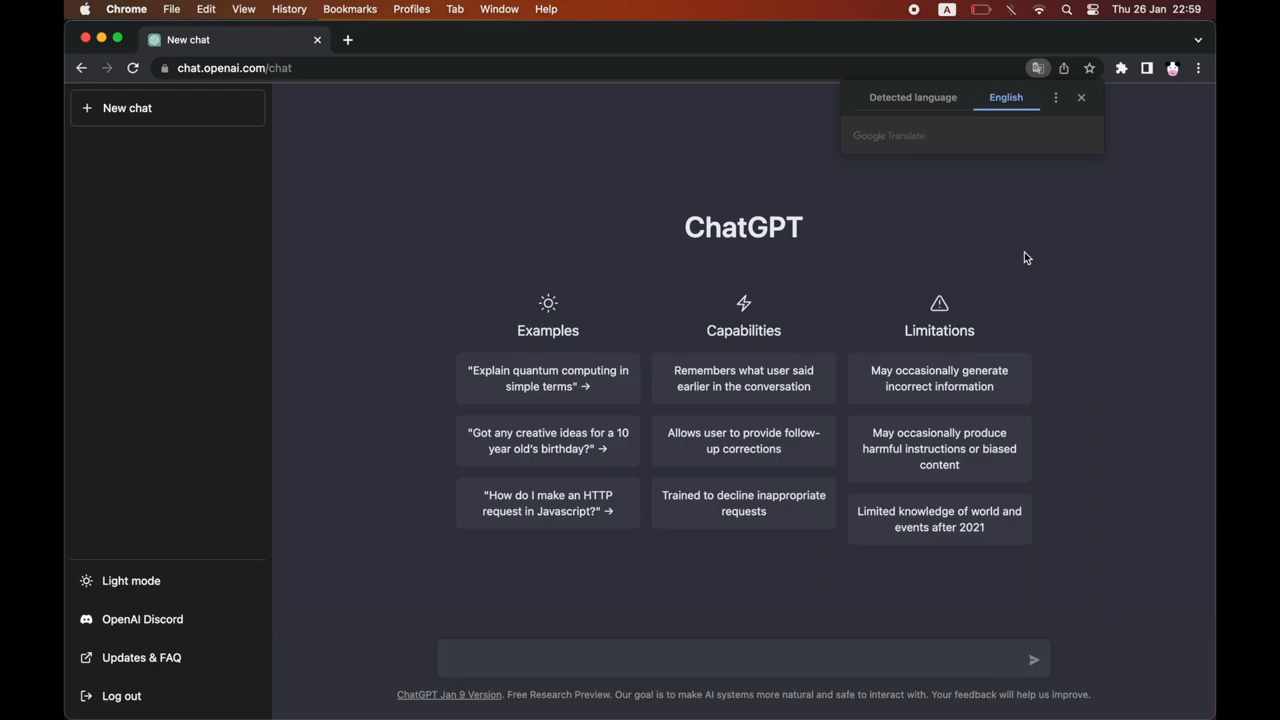 Chrome File Edit View History Bookmarks Profiles Tab Window Help A Thu 26 Jan 22:59
New chat
chat.openai.com/chat
New chat
Detected language English
Google Translate
ChatGPT
Examples
"Explain quantum computing in
simple terms" →
"Got any creative ideas for a 10
year old's birthday?" →
"How do I make an HTTP
request in Javascript?" →
Capabilities
Remembers what user said
earlier in the conversation
Allows user to provide follow-
up corrections
Trained to decline inappropriate
requests
Limitations
May occasionally generate
incorrect information
May occasionally produce
harmful instructions or biased
content
Limited knowledge of world and
events after 2021
Light mode
OpenAI Discord
Updates & FAQ
Log out
ChatGPT Jan 9 Version. Free Research Preview. Our goal is to make AI systems more natural and safe to interact with. Your feedback will help us improve.